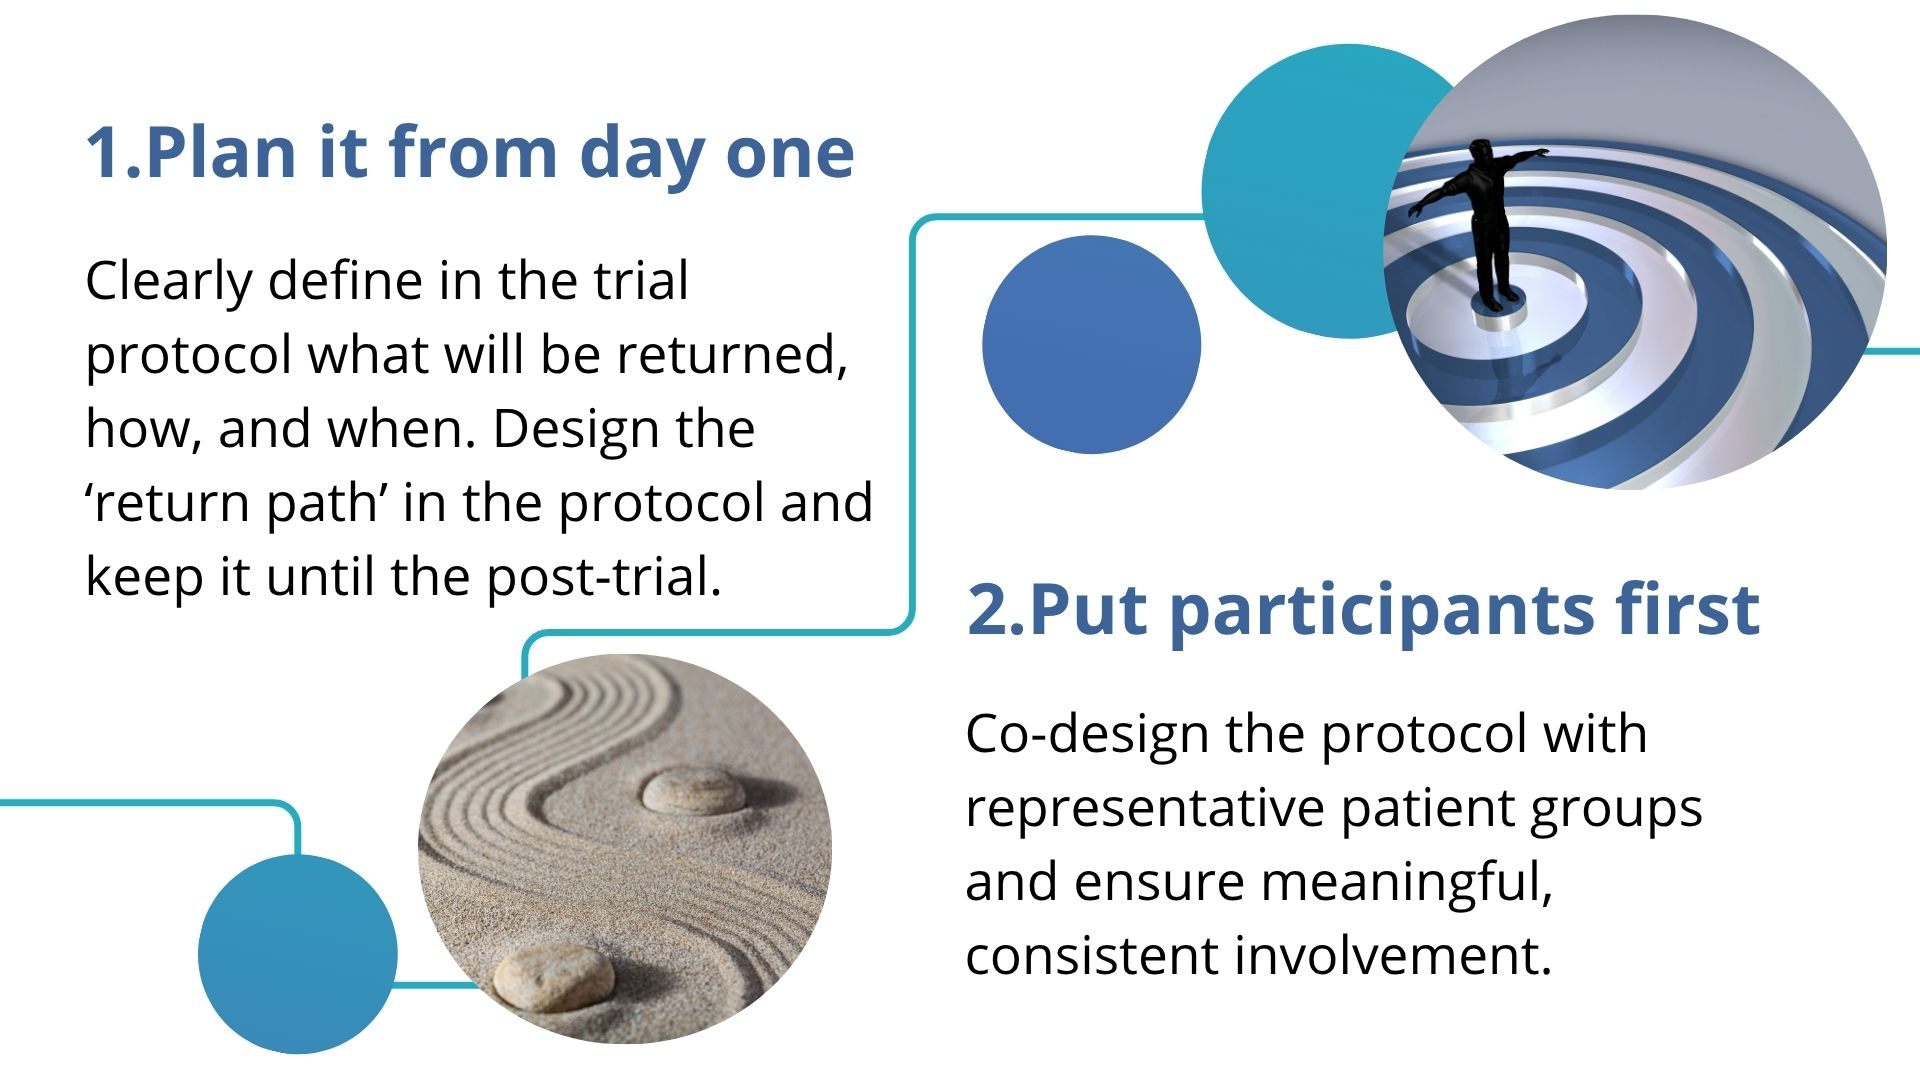 1.Plan it from day one
Clearly define in the trial
protocol what will be returned,
how, and when. Design the
‘return path’ in the protocol and
keep it until the post-trial.
2.Put participants first
Co-design the protocol with
representative patient groups
and ensure meaningful,
consistent involvement.